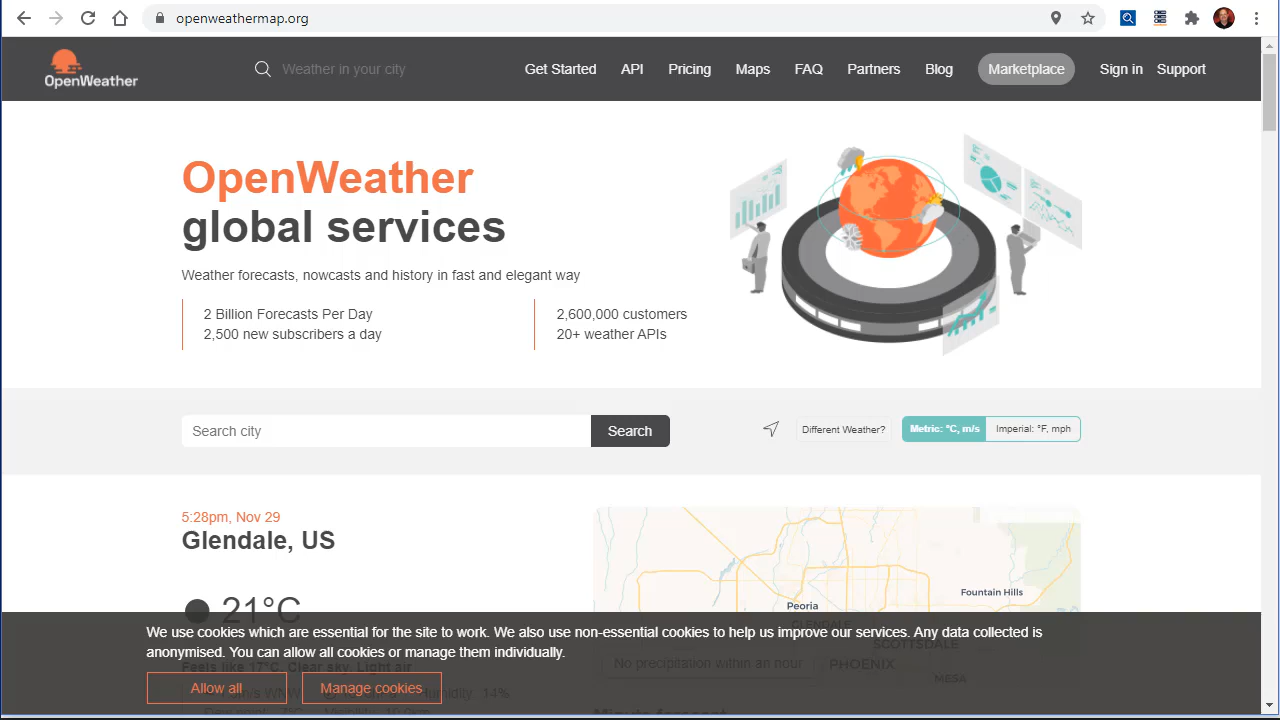 openweathermap.org
OpenWeather
Weather in your city
Get Started
API
Pricing
Maps
FAQ
Partners
Blog
Marketplace
Sign in
Support
OpenWeather
global services
Weather forecasts, nowcasts and history in fast and elegant way
2 Billion Forecasts Per Day
2,500 new subscribers a day
2,600,000 customers
20+ weather APIs
Search city
Search
Different Weather?
Metric: °C, m/s
Imperial: °F, mph
5:28pm, Nov 29
Glendale, US
21°C
Fountain Hills
Peoria
GLENDALE
SCOTTSDALE
PHOENIX
MESA
No precipitation within an hour
We use cookies which are essential for the site to work. We also use non-essential cookies to help us improve our services. Any data collected is
anonymised. You can allow all cookies or manage them individually.
Feels like 17°C. Clear sky. Light air
Allow all
Manage cookies
Humidity: 14%